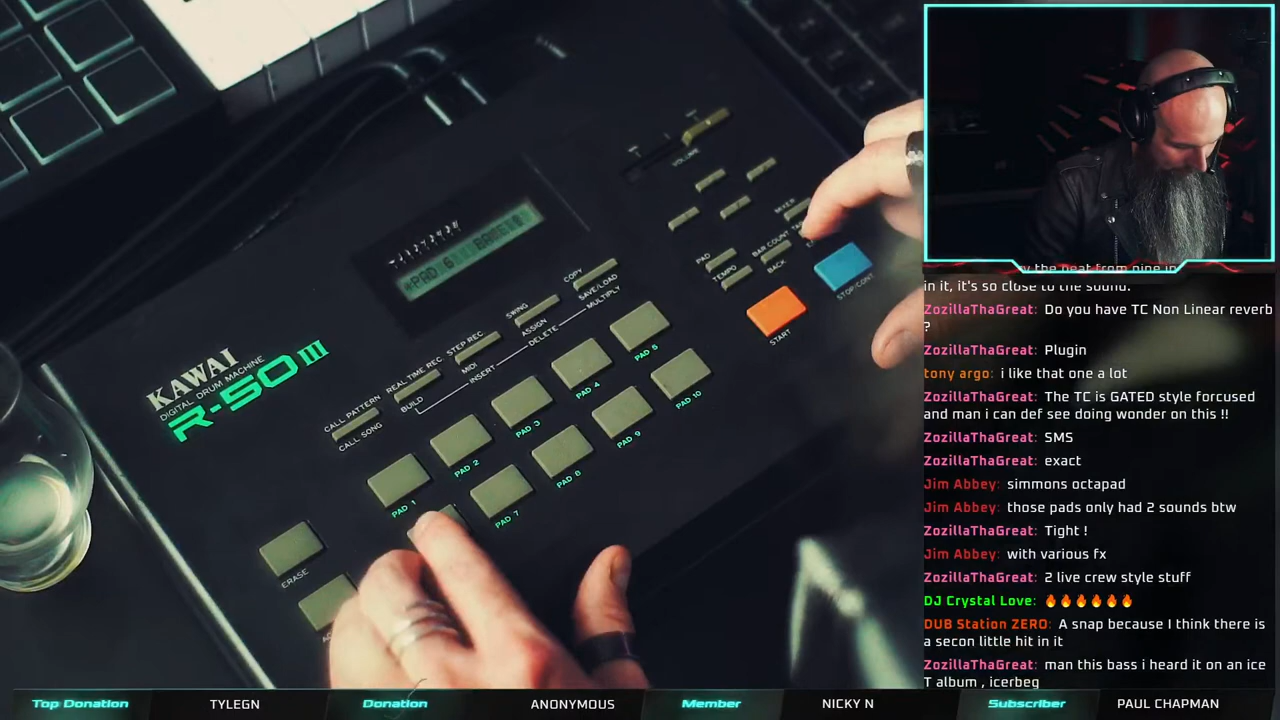 KAWAI
DIGITAL DRUM MACHINE
R-50 III
*PAD 6
VOLUME
MIXER
BAR COUNT
PAD
TEMPO
BACK
START
STOP/CONT
COPY
SAVE/LOAD
MULTIPLY
SWING
ASSIGN
DELETE
STEP REC
MIDI
INSERT
REAL TIME REC
BUILD
CALL PATTERN
CALL SONG
PAD 1
PAD 2
PAD 3
PAD 4
PAD 5
PAD 7
PAD 8
PAD 9
PAD 10
ERASE
in it, it's so close to the sound.
ZozillaThaGreat: Do you have TC Non Linear reverb
?
ZozillaThaGreat: Plugin
tony argo: i like that one a lot
ZozillaThaGreat: The TC is GATED style forcused
and man i can def see doing wonder on this !!
ZozillaThaGreat: SMS
ZozillaThaGreat: exact
Jim Abbey: simmons octapad
Jim Abbey: those pads only had 2 sounds btw
ZozillaThaGreat: Tight !
Jim Abbey: with various fx
ZozillaThaGreat: 2 live crew style stuff
DJ Crystal Love: 🔥🔥🔥🔥🔥🔥
DUB Station ZERO: A snap because I think there is
a secon little hit in it
ZozillaThaGreat: man this bass i heard it on an ice
T album , icerbeg
Top Donation TYLEGN Donation ANONYMOUS Member NICKY N Subscriber PAUL CHAPMAN